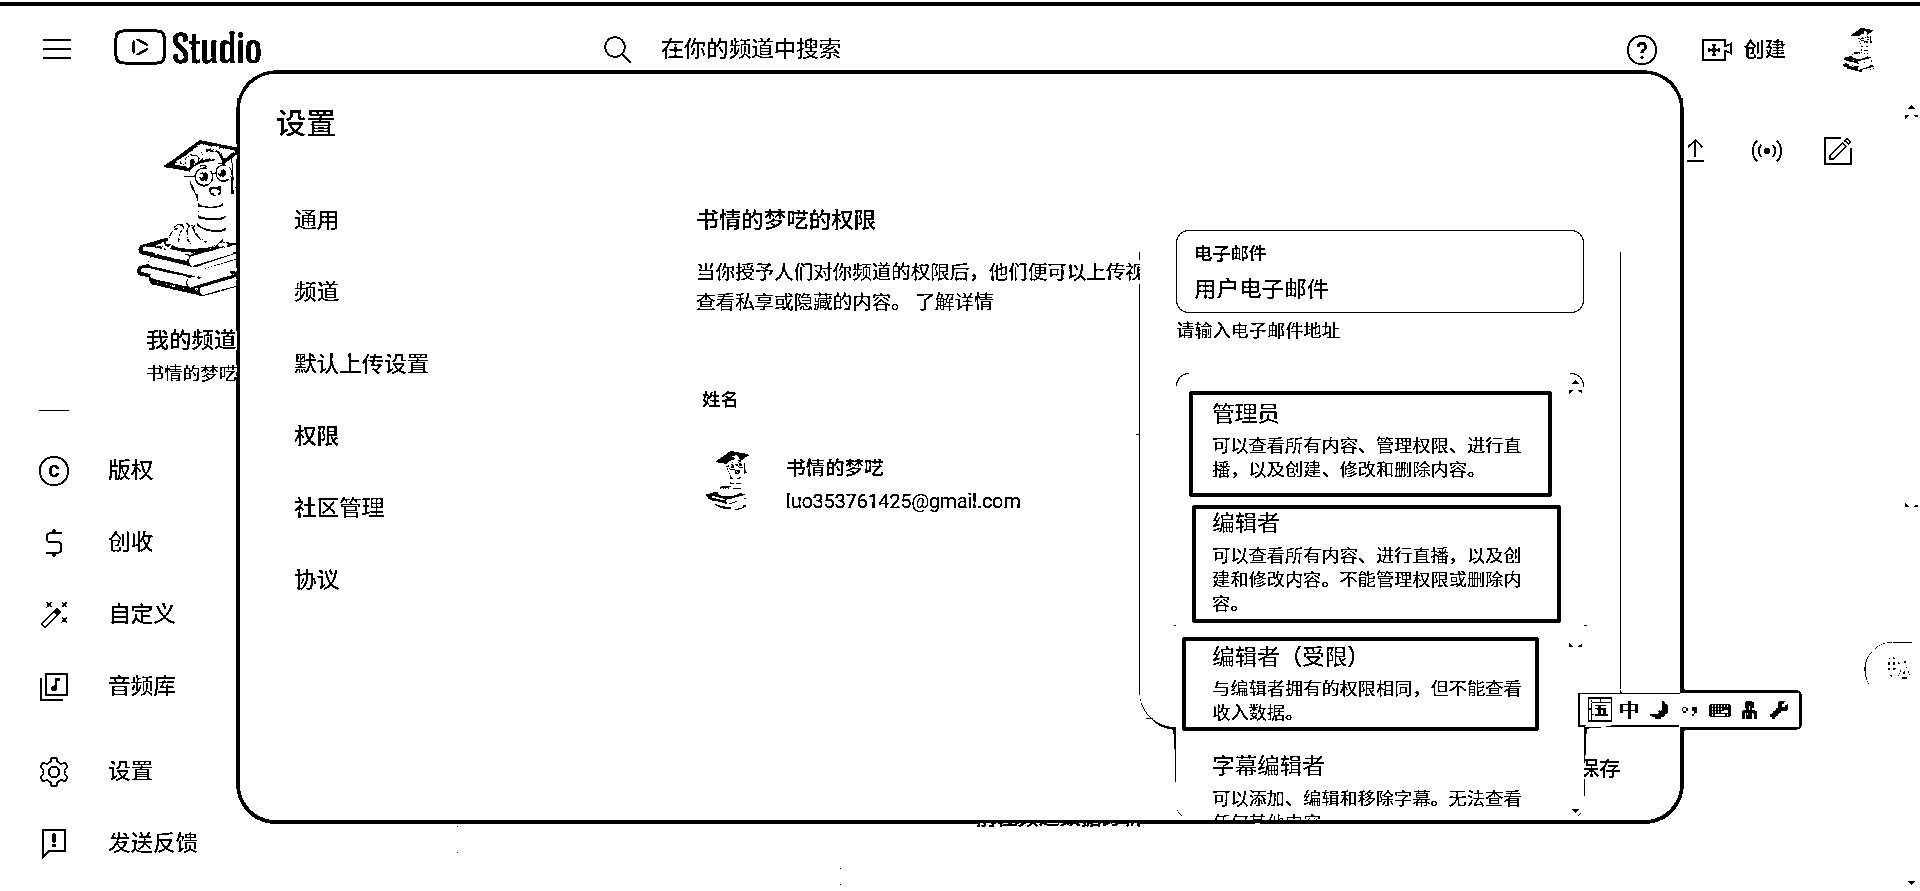 Studio
在你的频道中搜索
创建
设置
我的频道
书情的梦呓
版权
创收
自定义
音频库
设置
发送反馈
通用
频道
默认上传设置
权限
社区管理
协议
书情的梦呓的权限
当你授予人们对你频道的权限后，他们便可以上传视
查看私享或隐藏的内容。 了解详情
姓名
书情的梦呓
luo353761425@gmail.com
电子邮件
用户电子邮件
请输入电子邮件地址
管理员
可以查看所有内容、管理权限、进行直
播，以及创建、修改和删除内容。
编辑者
可以查看所有内容、进行直播，以及创
建和修改内容。不能管理权限或删除内
容。
编辑者（受限）
与编辑者拥有的权限相同，但不能查看
收入数据。
字幕编辑者
可以添加、编辑和移除字幕。无法查看
任何其他内容
五 中
保存